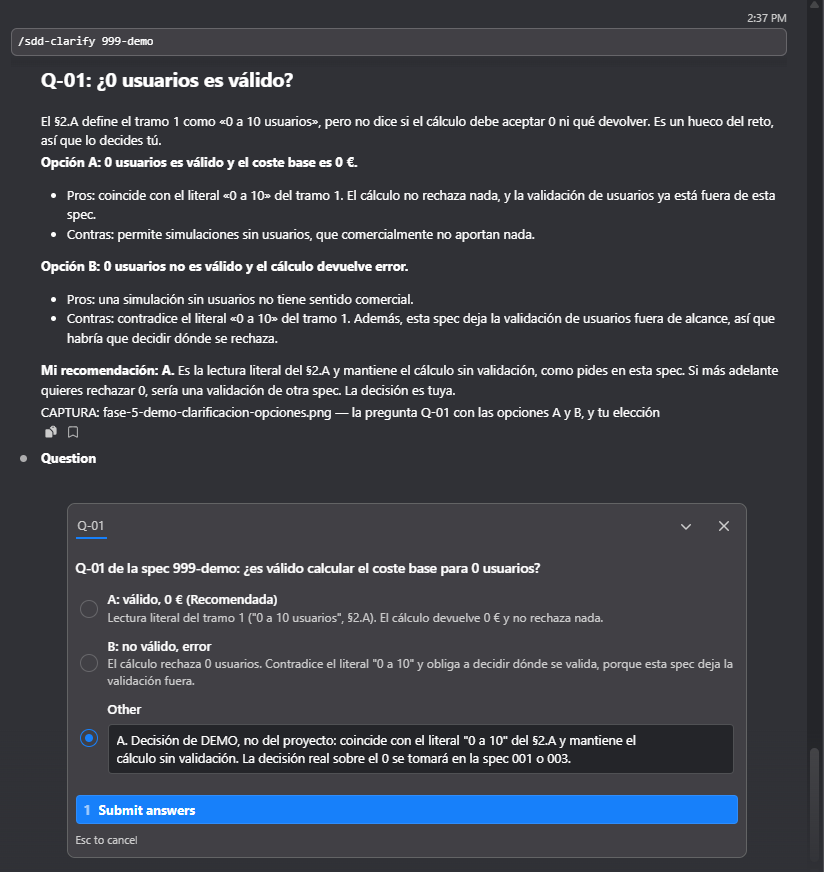 2:37 PM
/sdd-clarify 999-demo
Q-01: ¿0 usuarios es válido?
El §2.A define el tramo 1 como «0 a 10 usuarios», pero no dice si el cálculo debe aceptar 0 ni qué devolver. Es un hueco del reto,
así que lo decides tú.
Opción A: 0 usuarios es válido y el coste base es 0 €.
• Pros: coincide con el literal «0 a 10» del tramo 1. El cálculo no rechaza nada, y la validación de usuarios ya está fuera de esta
spec.
• Contras: permite simulaciones sin usuarios, que comercialmente no aportan nada.
Opción B: 0 usuarios no es válido y el cálculo devuelve error.
• Pros: una simulación sin usuarios no tiene sentido comercial.
• Contras: contradice el literal «0 a 10» del tramo 1. Además, esta spec deja la validación de usuarios fuera de alcance, así que
habría que decidir dónde se rechaza.
Mi recomendación: A. Es la lectura literal del §2.A y mantiene el cálculo sin validación, como pides en esta spec. Si más adelante
quieres rechazar 0, sería una validación de otra spec. La decisión es tuya.
CAPTURA: fase-5-demo-clarificacion-opciones.png — la pregunta Q-01 con las opciones A y B, y tu elección
Question
Q-01
Q-01 de la spec 999-demo: ¿es válido calcular el coste base para 0 usuarios?
A: válido, 0 € (Recomendada)
Lectura literal del tramo 1 ("0 a 10 usuarios", §2.A). El cálculo devuelve 0 € y no rechaza nada.
B: no válido, error
El cálculo rechaza 0 usuarios. Contradice el literal "0 a 10" y obliga a decidir dónde se valida, porque esta spec deja la
validación fuera.
Other
A. Decisión de DEMO, no del proyecto: coincide con el literal "0 a 10" del §2.A y mantiene el
cálculo sin validación. La decisión real sobre el 0 se tomará en la spec 001 o 003.
1 Submit answers
Esc to cancel